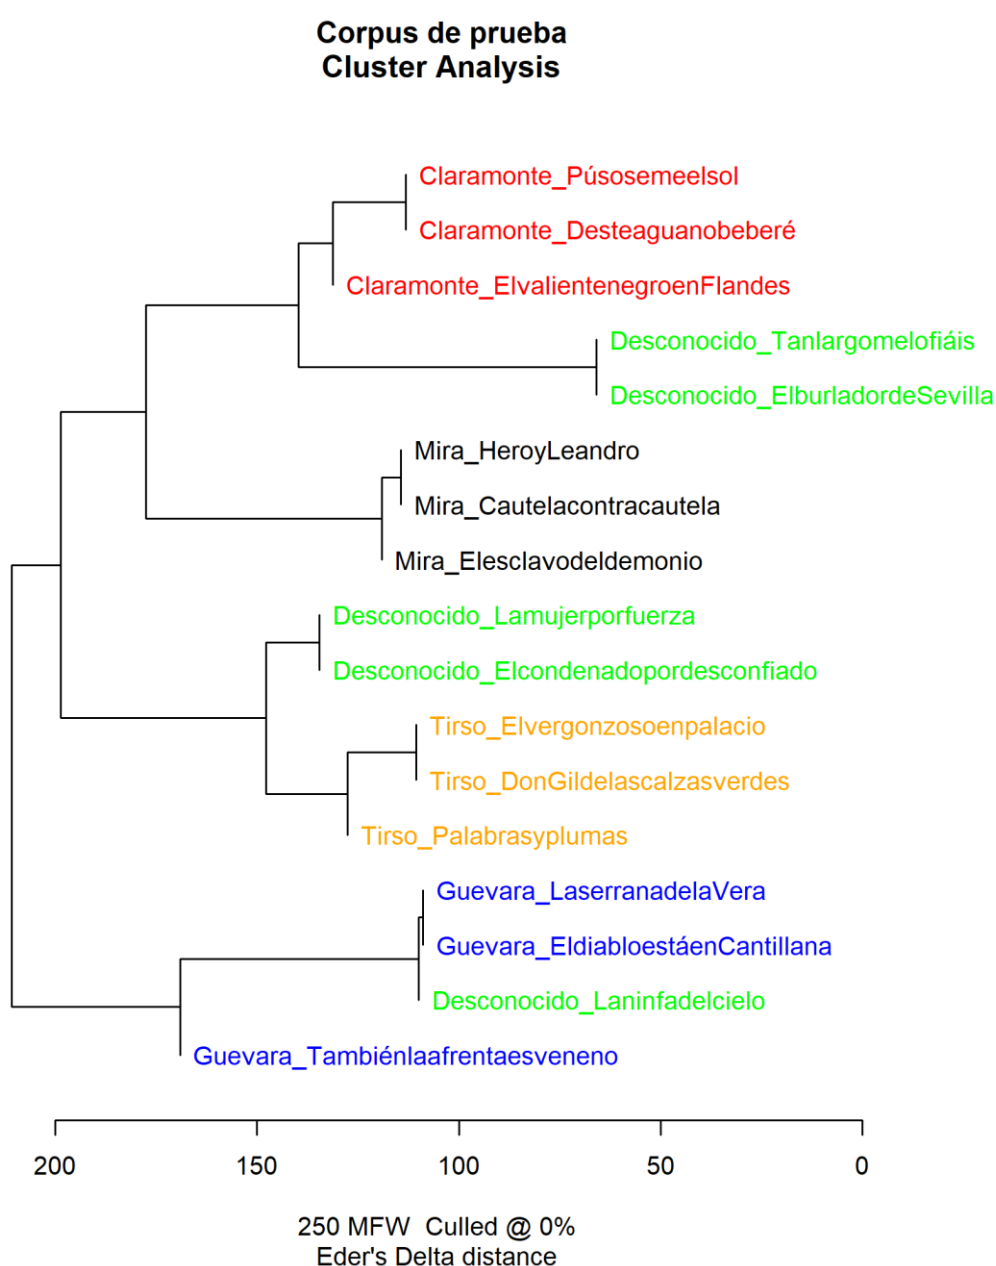 Corpus de prueba
Cluster Analysis
Claramonte_Púsosemeelsol
Claramonte_Desteaguanobeberé
Claramonte_ElvalientenegroenFlandes
Desconocido_Tanlargomelofiáis
Desconocido_ElburladordeSevilla
Mira_HeroyLeandro
Mira_Cautelacontracautela
Mira_Elesclavodeldemonio
Desconocido_Lamujerporfuerza
Desconocido_Elcondenadopordesconfiado
Tirso_Elvergonzosoenpalacio
Tirso_DonGildelascalzasverdes
Tirso_Palabrasyplumas
Guevara_LaserranadelaVera
Guevara_EldiabloestáenCantillana
Desconocido_Laninfadelcielo
Guevara_Tambiénlaafrentaesveneno
200 150 100 50 0
250 MFW Culled @ 0%
Eder's Delta distance